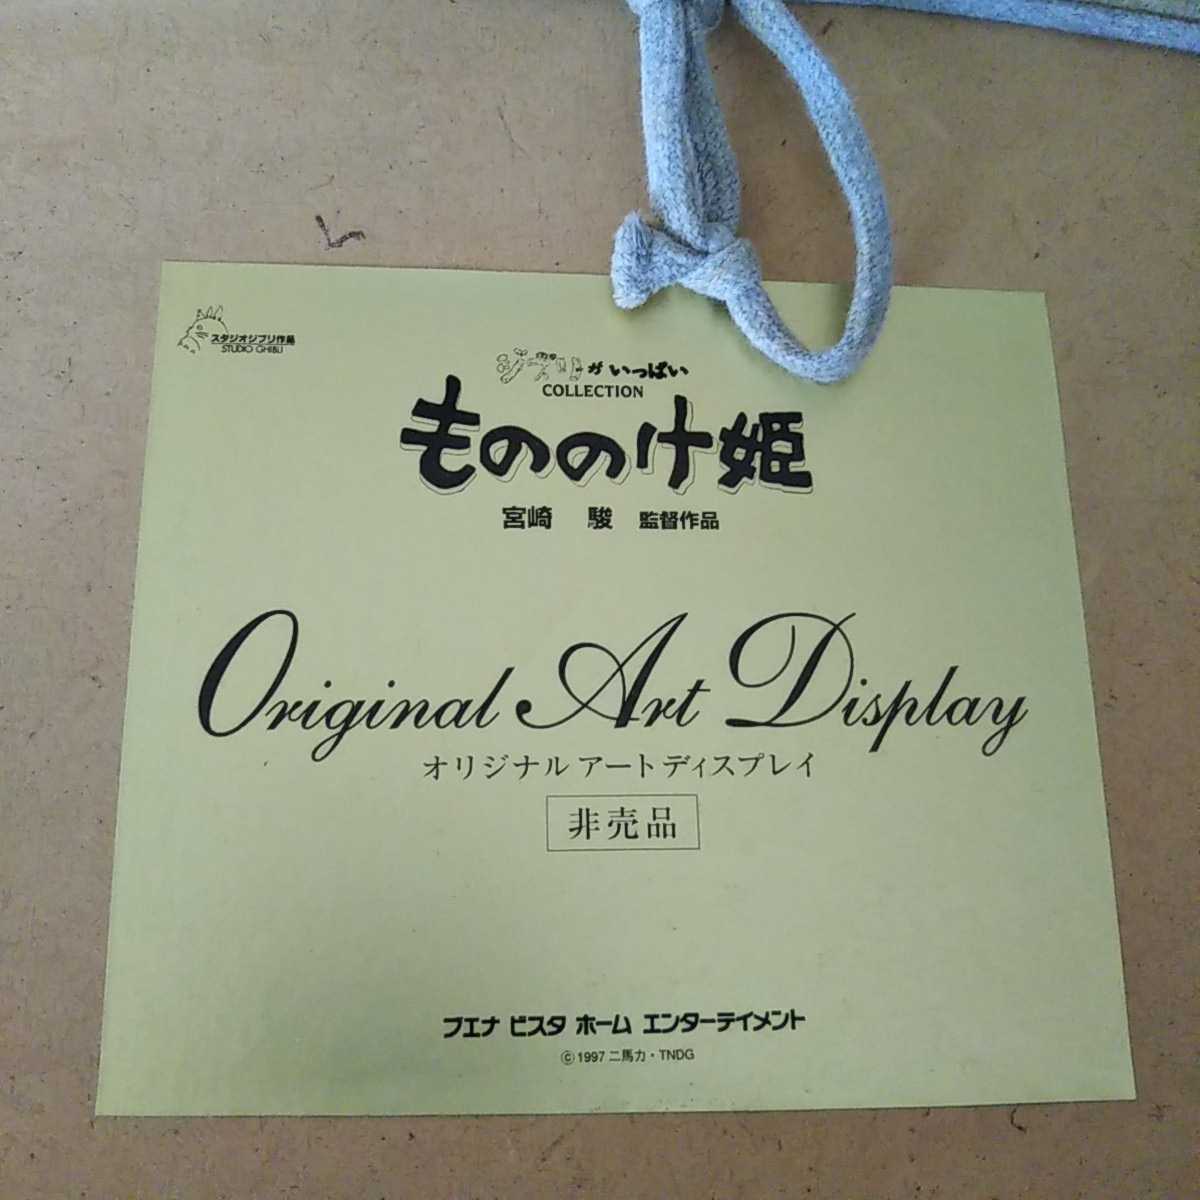 スタジオジブリ作品
STUDIO GHIBLI
ジブリがいっぱい
COLLECTION
もののけ姫
宮崎 駿 監督作品
Original Art Display
オリジナル アート ディスプレイ
非売品
ブエナ ビスタ ホーム エンターテイメント
©1997 二馬力・TNDG